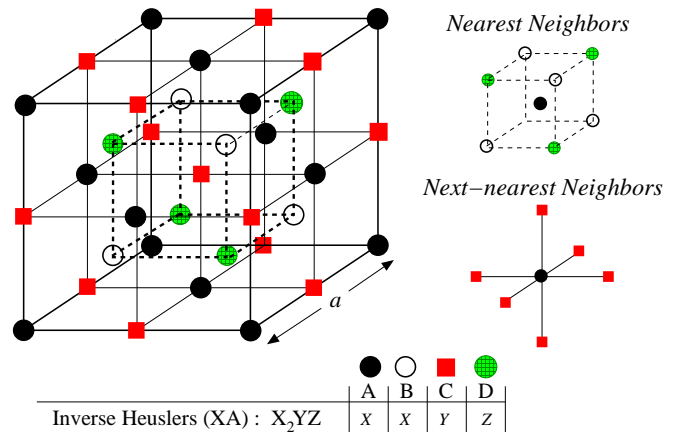 Nearest Neighbors
Next-nearest Neighbors
a
A B C D
Inverse Heuslers (XA) : X₂YZ X X Y Z